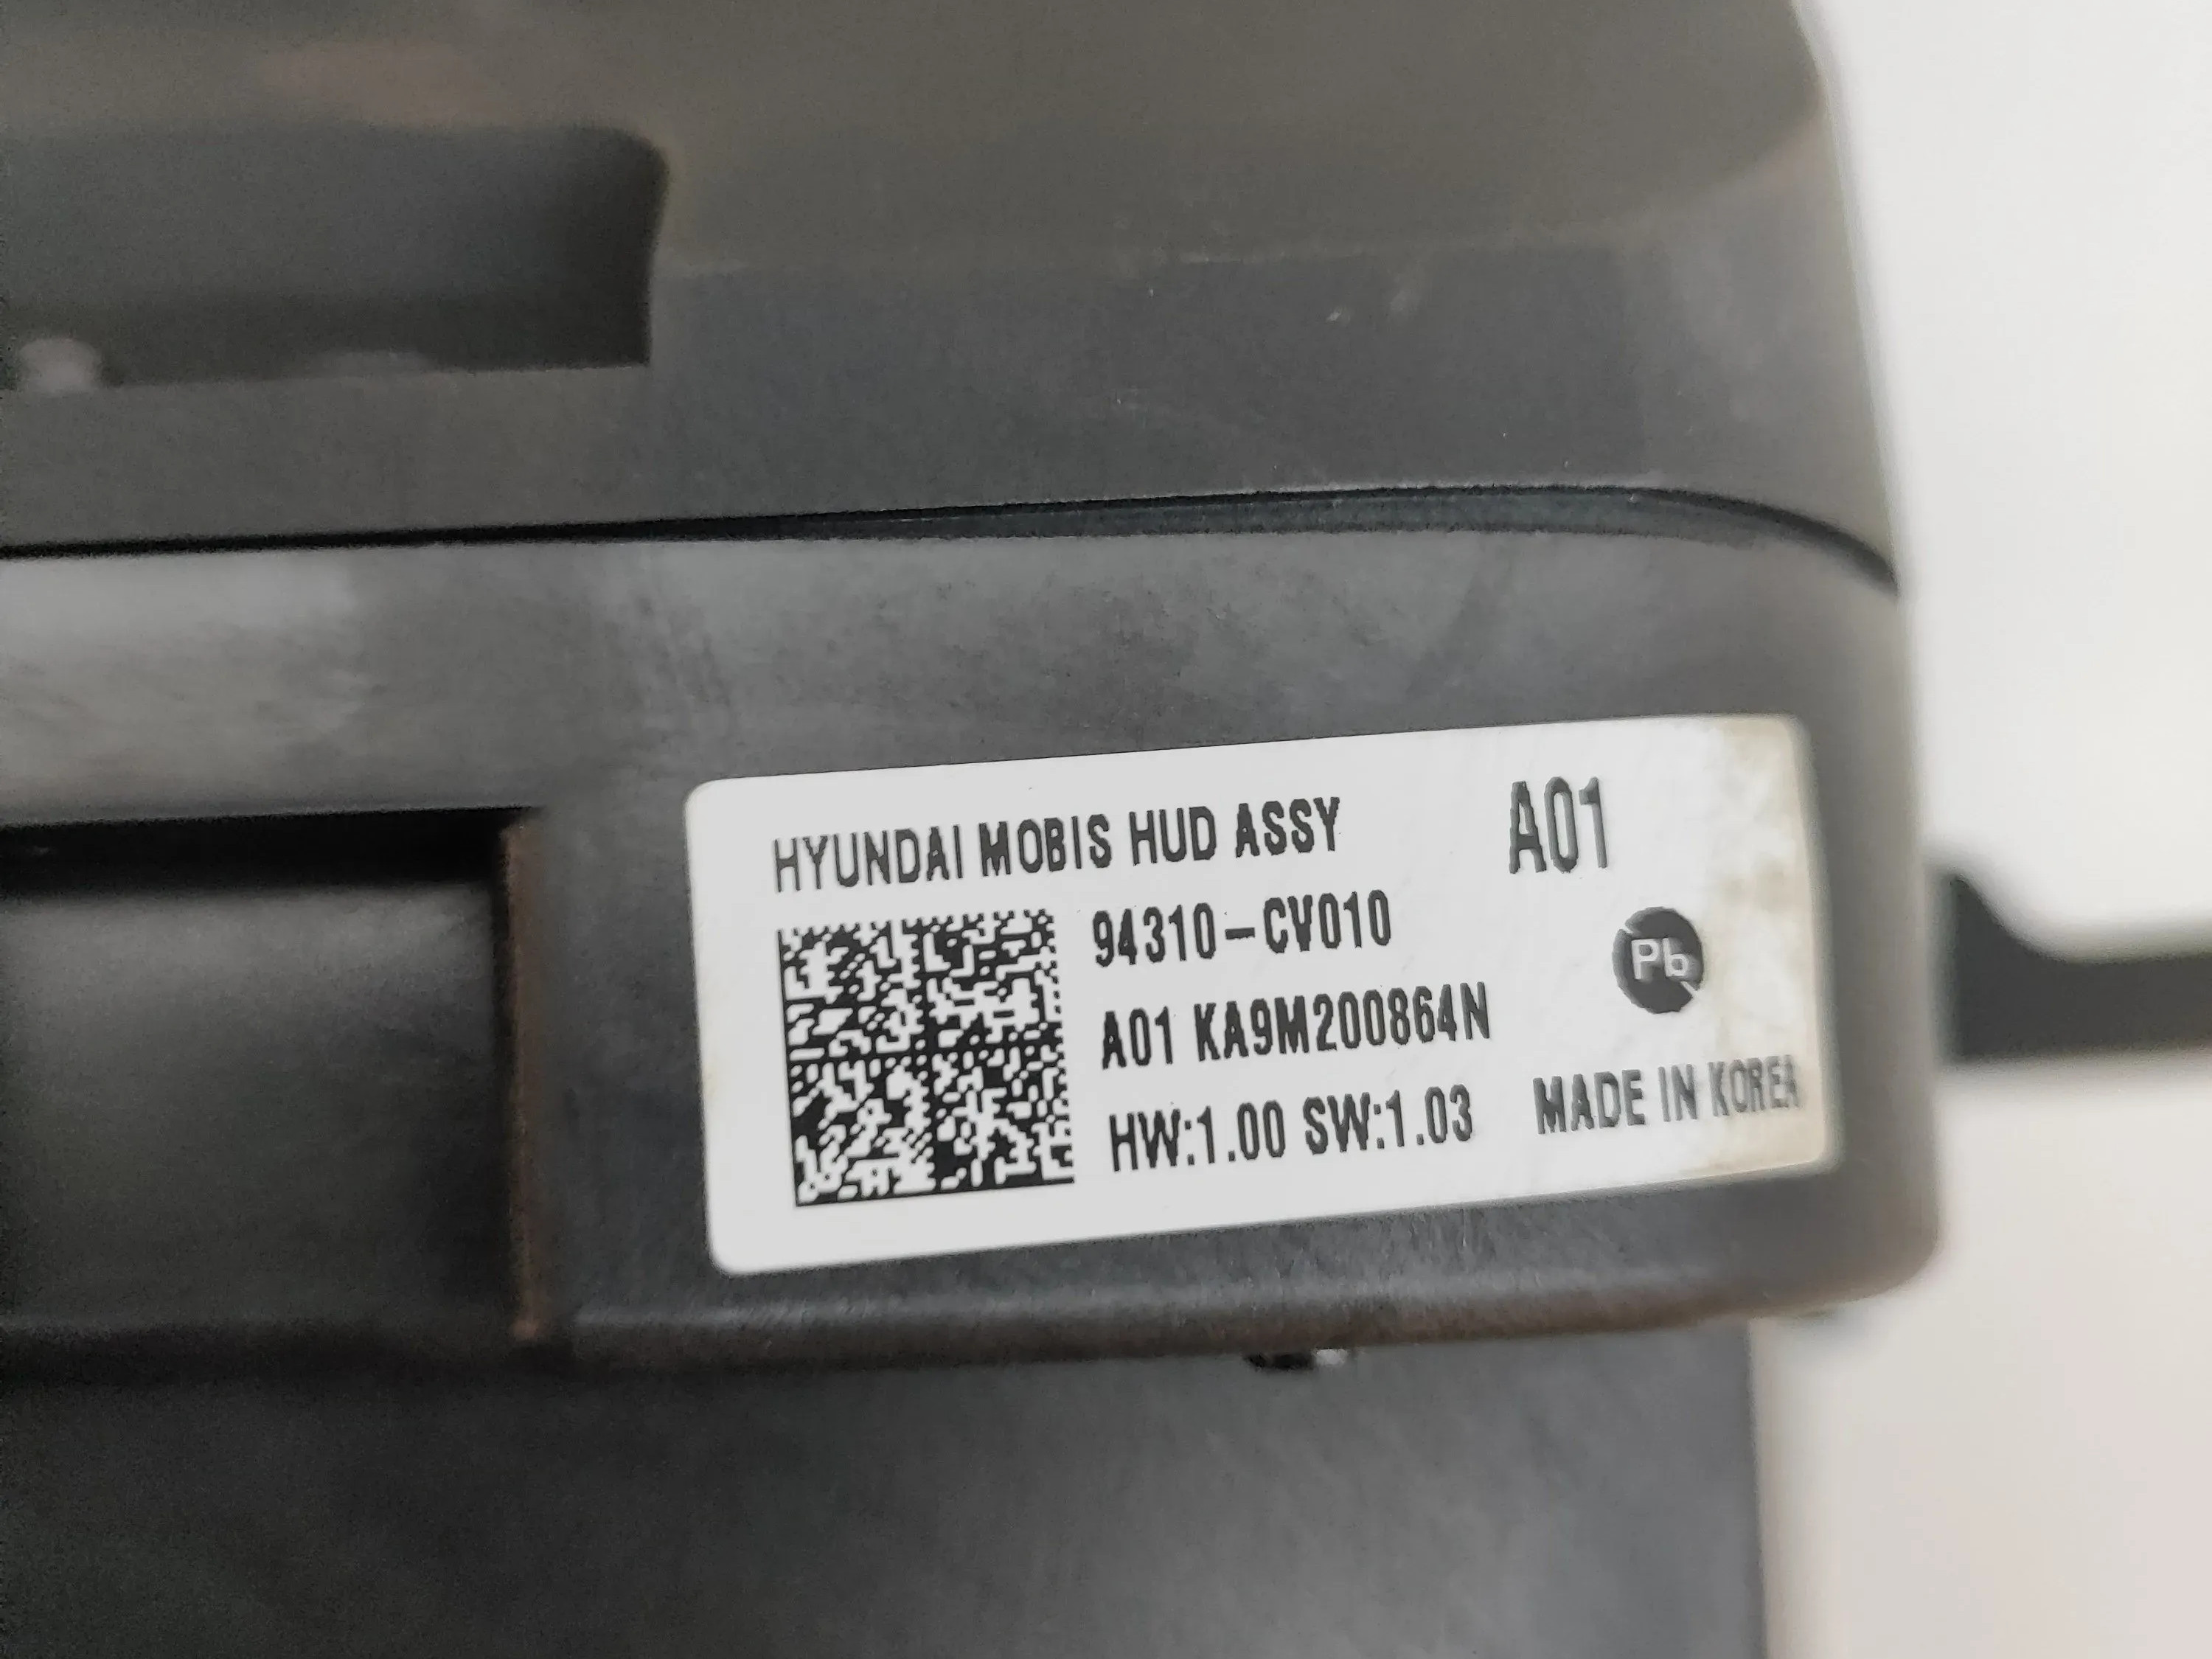 HYUNDAI MOBIS HUD ASSY A01
94310-CV010
Pb
A01 KA9M200864N
HW:1.00 SW:1.03 MADE IN KOREA